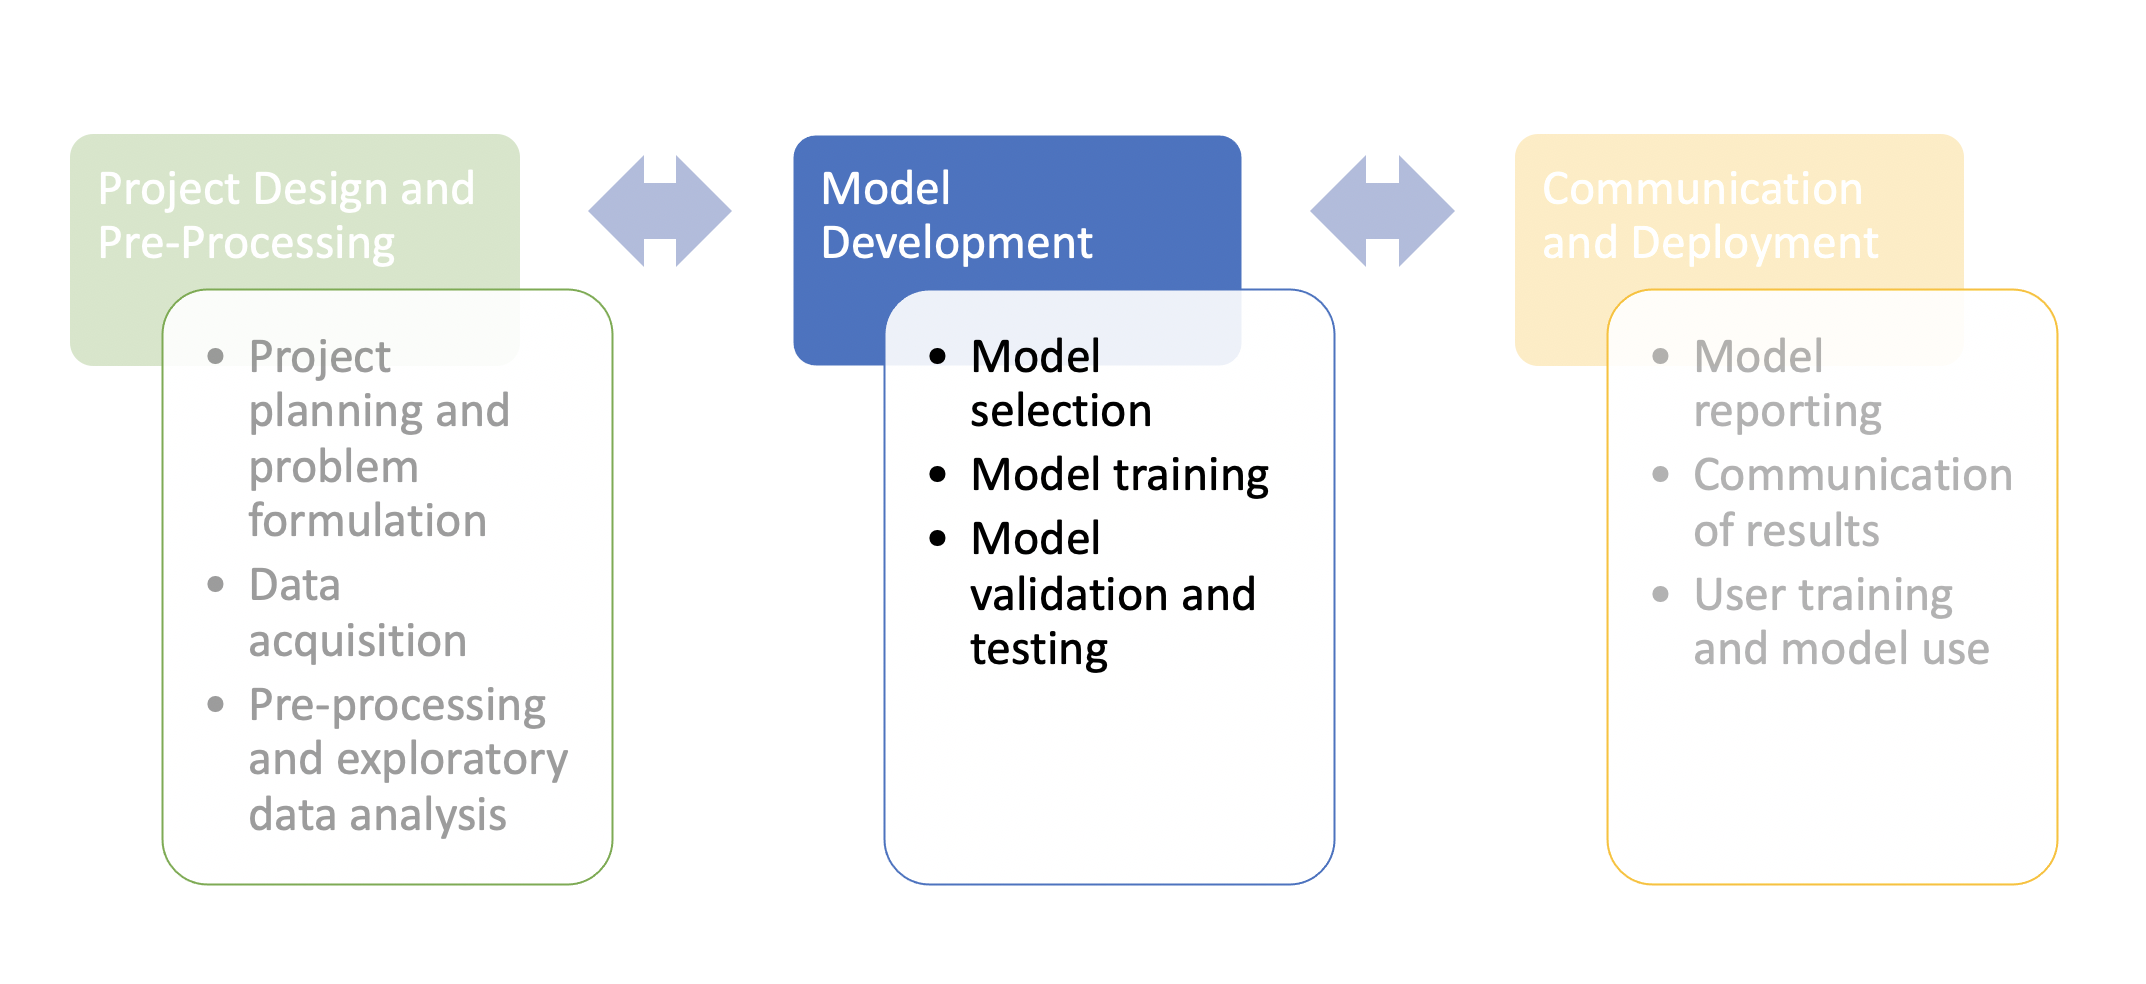 Project Design and
Pre-Processing
• Project
planning and
problem
formulation
• Data
acquisition
• Pre-processing
and exploratory
data analysis
Model
Development
• Model
selection
• Model training
• Model
validation and
testing
Communication
and Deployment
• Model
reporting
• Communication
of results
• User training
and model use